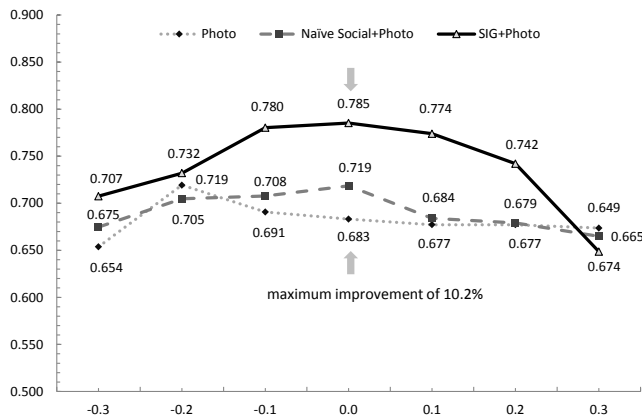 0.900
Photo Naïve Social+Photo SIG+Photo
0.850
0.800
0.780 0.785 0.774
0.750
0.707 0.732 0.719 0.708 0.719 0.742
0.700
0.675 0.705 0.691 0.683 0.684 0.677 0.679 0.677 0.649 0.665
0.650
0.654 0.674
maximum improvement of 10.2%
0.600
0.550
0.500
-0.3 -0.2 -0.1 0.0 0.1 0.2 0.3